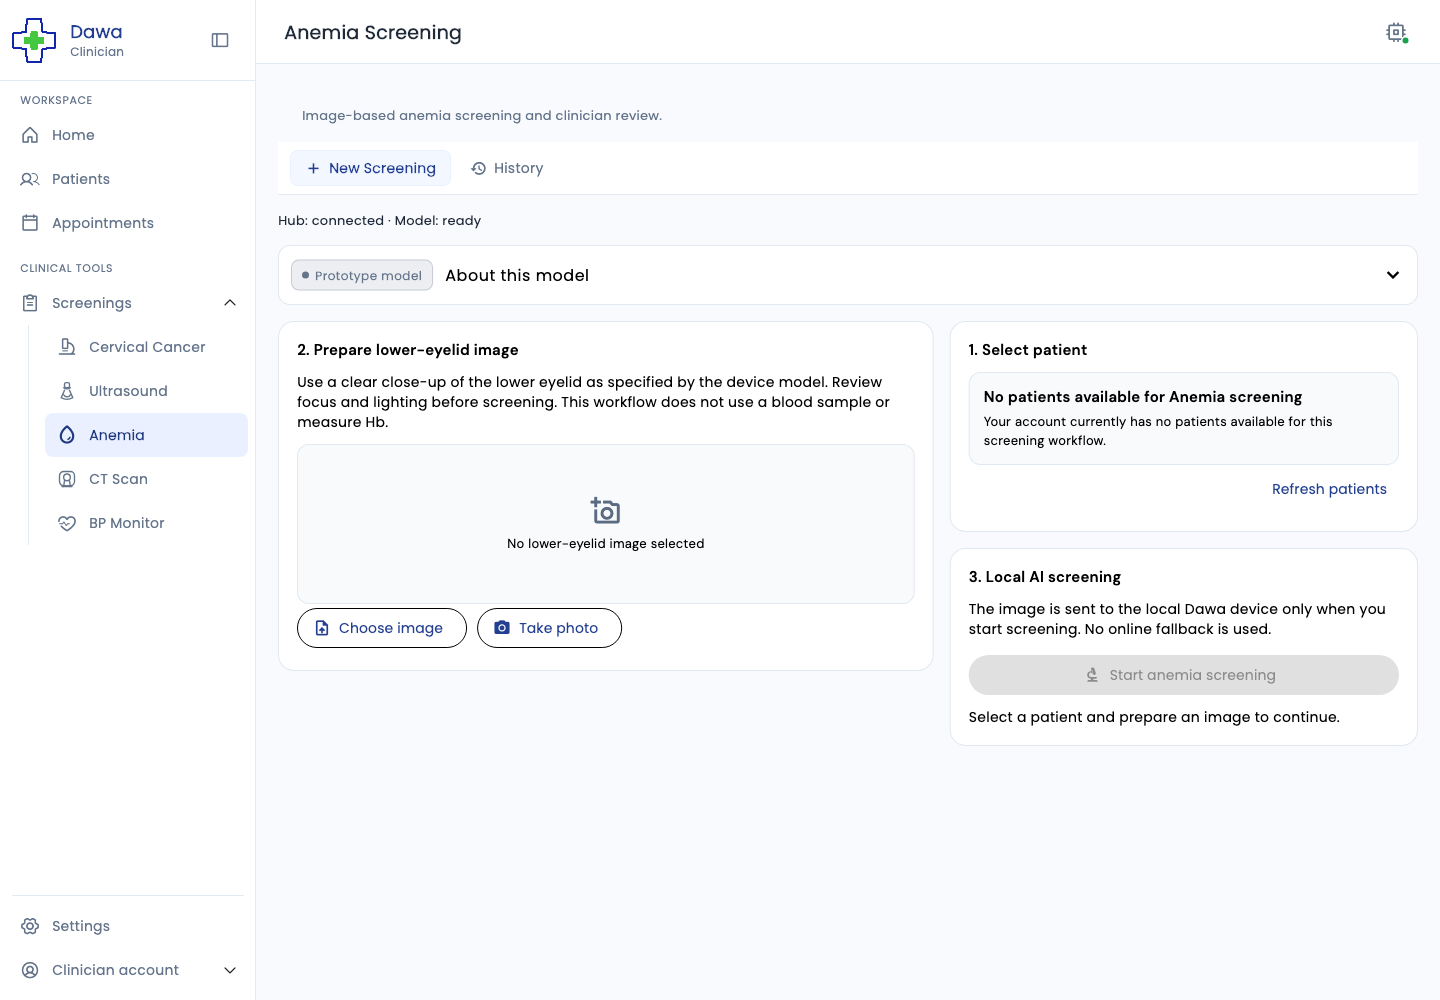 Dawa
Clinician
WORKSPACE
Home
Patients
Appointments
CLINICAL TOOLS
Screenings
Cervical Cancer
Ultrasound
Anemia
CT Scan
BP Monitor
Settings
Clinician account
Anemia Screening
Image-based anemia screening and clinician review.
New Screening
History
Hub: connected · Model: ready
Prototype model
About this model
2. Prepare lower-eyelid image
Use a clear close-up of the lower eyelid as specified by the device model. Review
focus and lighting before screening. This workflow does not use a blood sample or
measure Hb.
No lower-eyelid image selected
Choose image
Take photo
1. Select patient
No patients available for Anemia screening
Your account currently has no patients available for this
screening workflow.
Refresh patients
3. Local AI screening
The image is sent to the local Dawa device only when you
start screening. No online fallback is used.
Start anemia screening
Select a patient and prepare an image to continue.